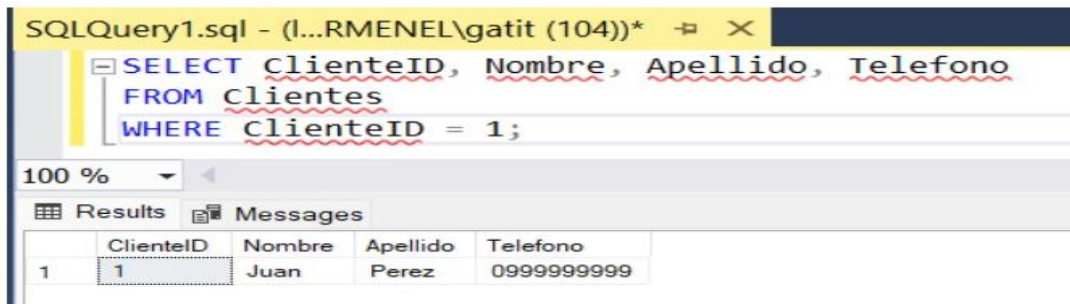 SQLQuery1.sql - (l...RMENEL\gatit (104))*
SELECT ClienteID, Nombre, Apellido, Telefono
FROM Clientes
WHERE ClienteID = 1;
100 %
Results Messages
ClienteID Nombre Apellido Telefono
1 1 Juan Perez 0999999999